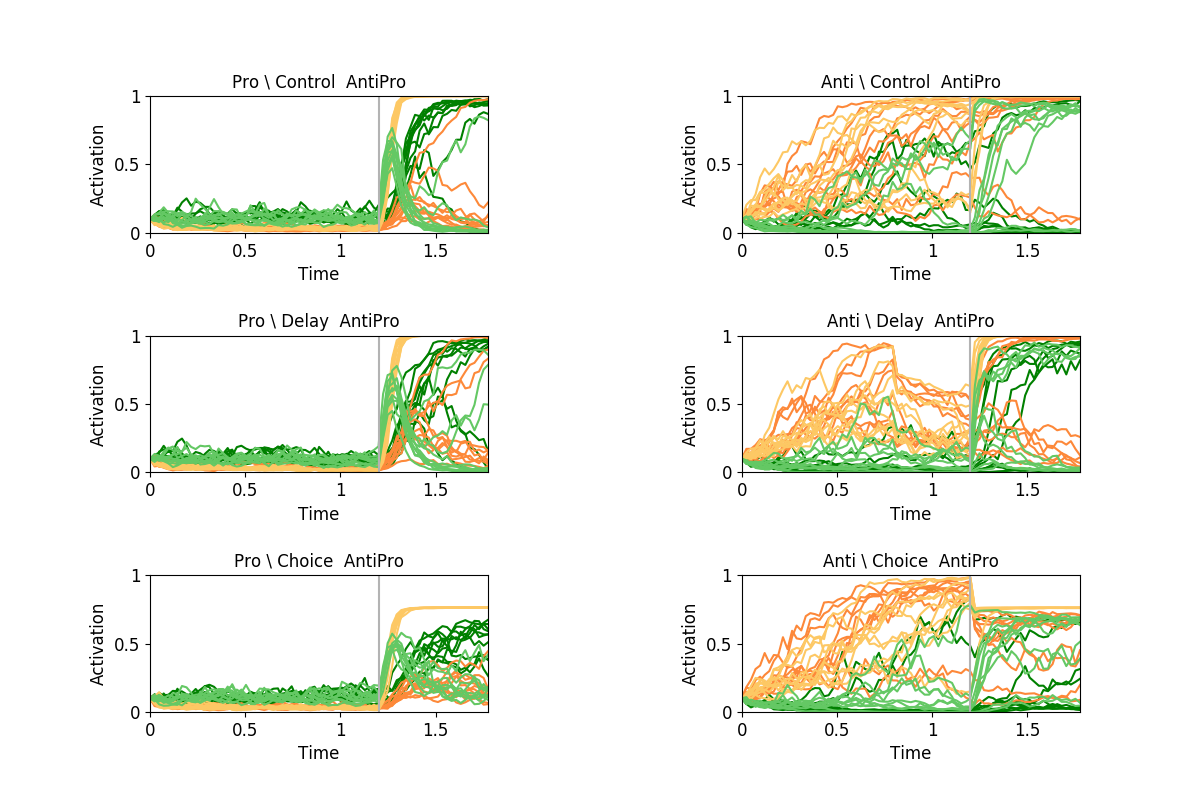 Pro \ Control  AntiPro
Anti \ Control  AntiPro
1
0.5
0
Activation
0
0.5
1
1.5
Time
1
0.5
0
Activation
0
0.5
1
1.5
Time
Pro \ Delay  AntiPro
Anti \ Delay  AntiPro
1
0.5
0
Activation
0
0.5
1
1.5
Time
1
0.5
0
Activation
0
0.5
1
1.5
Time
Pro \ Choice  AntiPro
Anti \ Choice  AntiPro
1
0.5
0
Activation
0
0.5
1
1.5
Time
1
0.5
0
Activation
0
0.5
1
1.5
Time